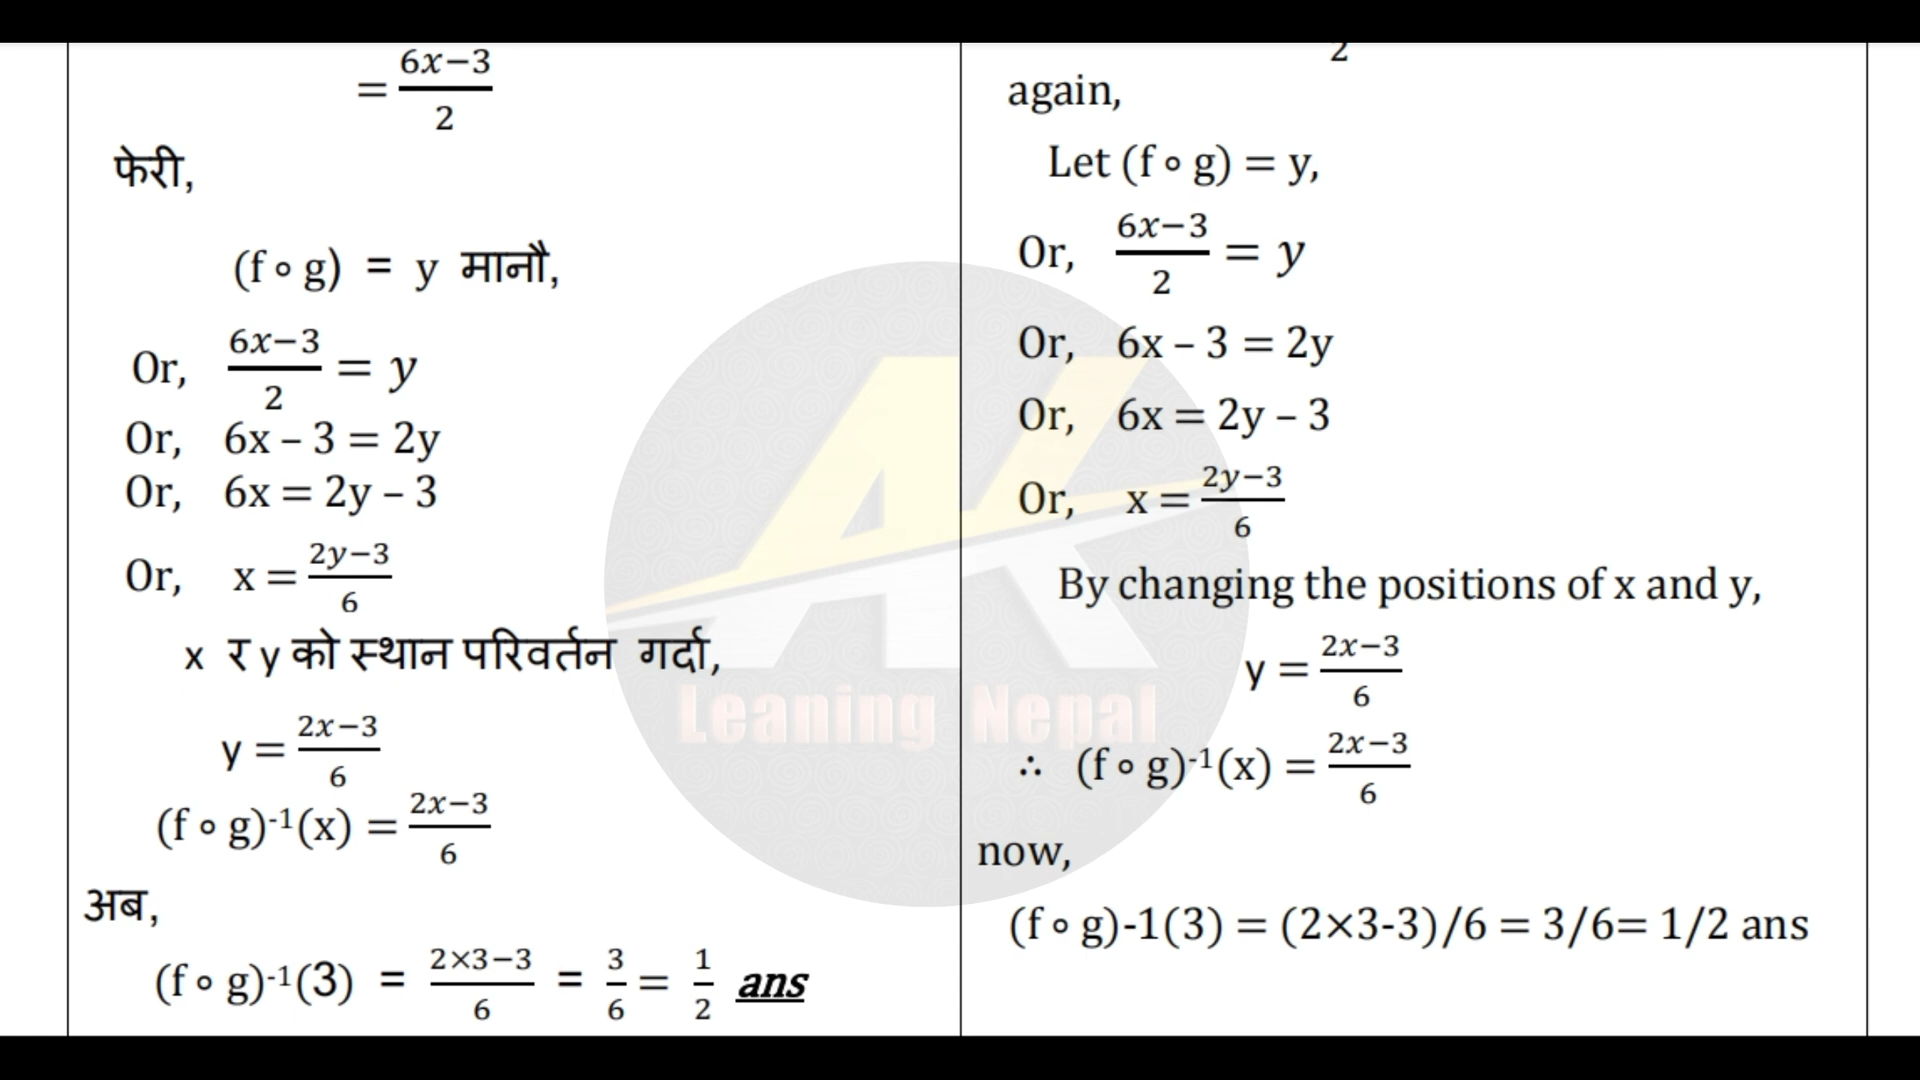 = 6x−3/2
फेरी,
(f∘g) = y मानौ,
Or, 6x−3/2 = y
Or, 6x – 3 = 2y
Or, 6x = 2y – 3
Or, x = 2y−3/6
x र y को स्थान परिवर्तन गर्दा,
y = 2x−3/6
(f∘g)⁻¹(x) = 2x−3/6
अब,
(f∘g)⁻¹(3) = 2×3−3/6 = 3/6 = 1/2 ans
2
again,
Let (f∘g) = y,
Or, 6x−3/2 = y
Or, 6x – 3 = 2y
Or, 6x = 2y – 3
Or, x = 2y−3/6
By changing the positions of x and y,
y = 2x−3/6
∴ (f∘g)⁻¹(x) = 2x−3/6
now,
(f∘g)-1(3) = (2×3-3)/6 = 3/6= 1/2 ans
AK
Leaning Nepal